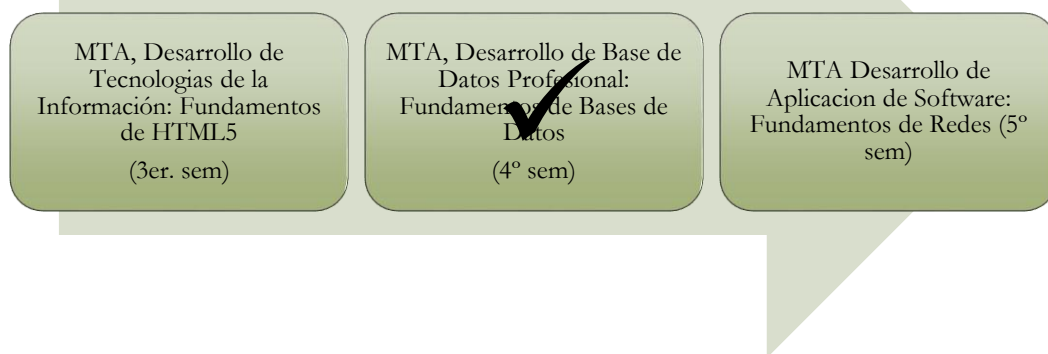 MTA, Desarrollo de
Tecnologias de la
Información: Fundamentos
de HTML5
(3er. sem)
MTA, Desarrollo de Base de
Datos Profesional:
Fundamentos de Bases de
Datos
(4º sem)
MTA Desarrollo de
Aplicacion de Software:
Fundamentos de Redes (5º
sem)